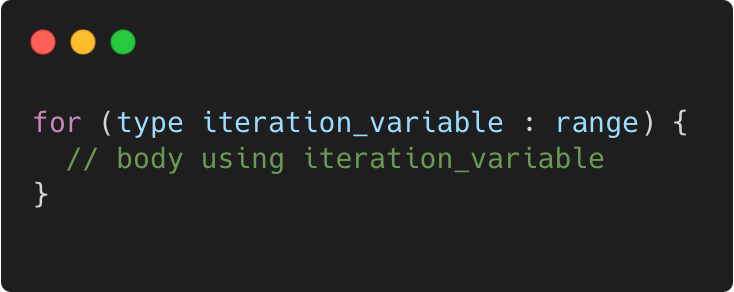 for (type iteration_variable : range) {
  // body using iteration_variable
}